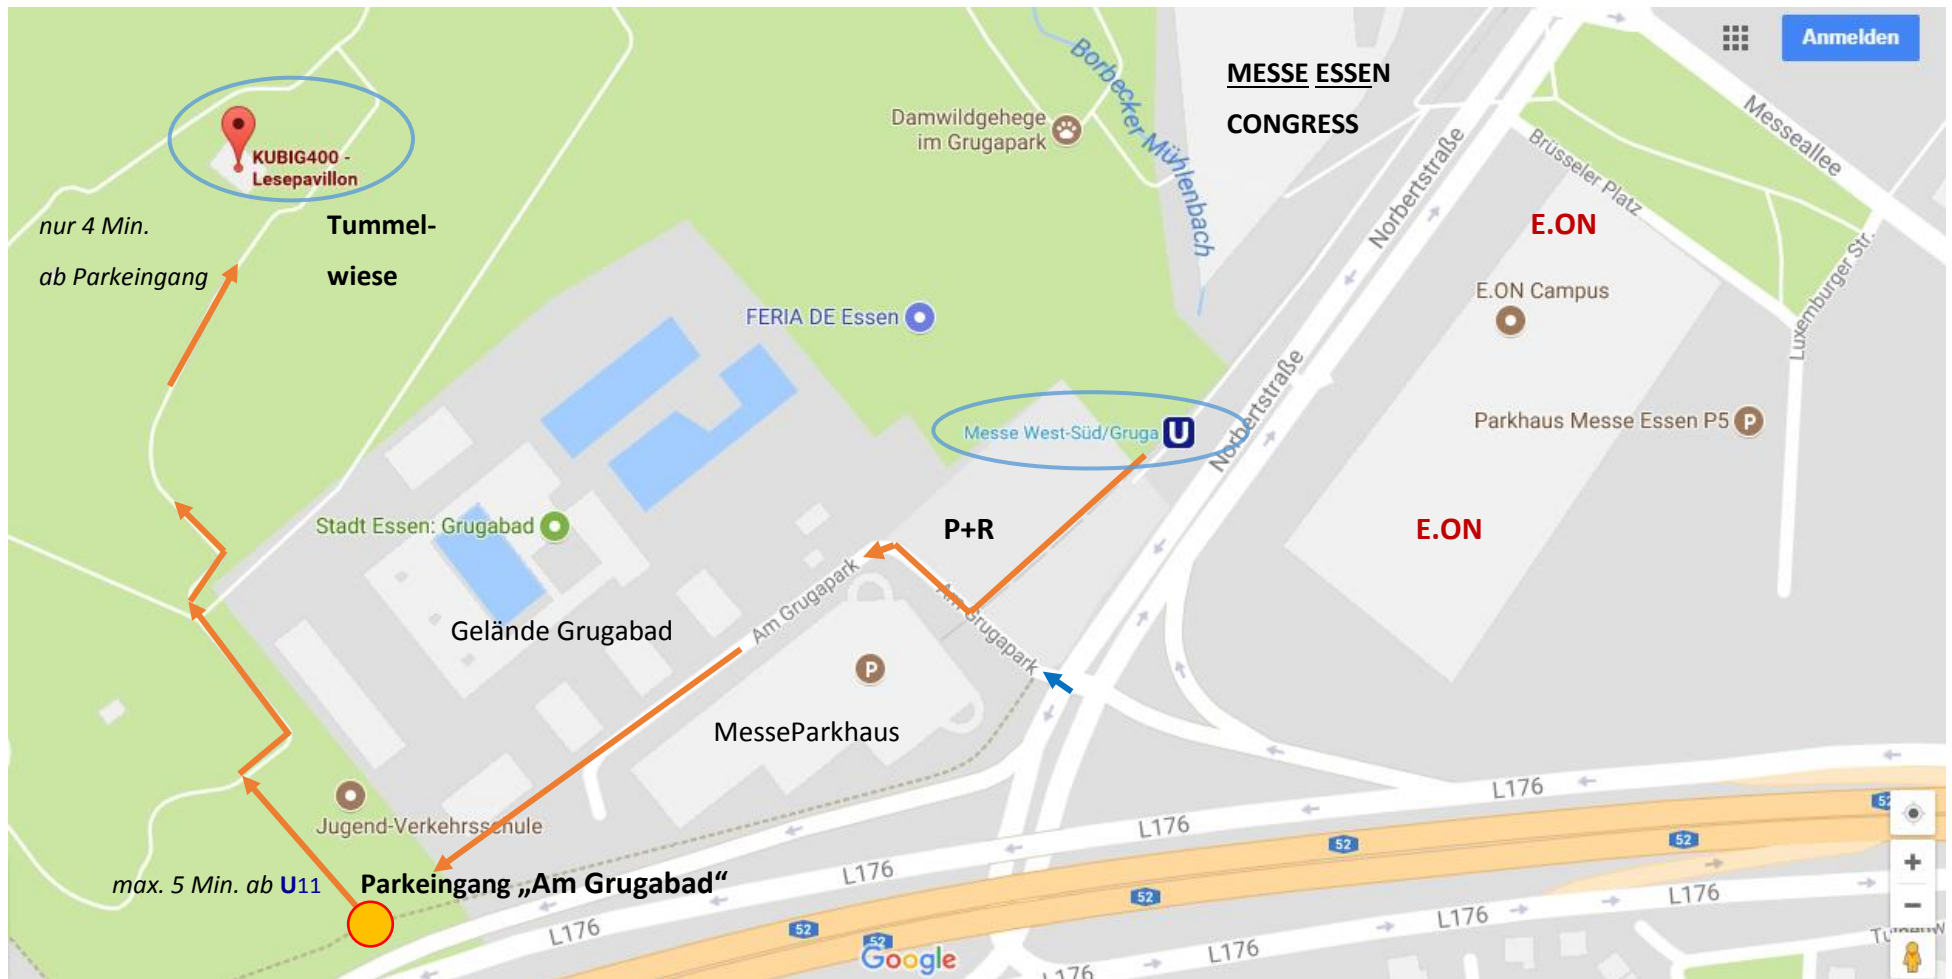 MESSE ESSEN
CONGRESS
Anmelden
Borbecker Mühlenbach
Damwildgehege
im Grugapark
Messeallee
Brüsseler Platz
Norbertstraße
KUBIG400 -
Lesepavillon
nur 4 Min.
ab Parkeingang
Tummel-
wiese
E.ON
E.ON Campus
Luxemburger Str.
FERIA DE Essen
Norbertstraße
Messe West-Süd/Gruga
U
Parkhaus Messe Essen P5
P
Stadt Essen: Grugabad
P+R
E.ON
Am Grugapark
Am Grugapark
Gelände Grugabad
P
MesseParkhaus
Jugend-Verkehrsschule
L176
L176
52
52
52
max. 5 Min. ab U11
Parkeingang „Am Grugabad“
L176
52
L176
L176
L176
52
52
Google
L176
L176
+
−